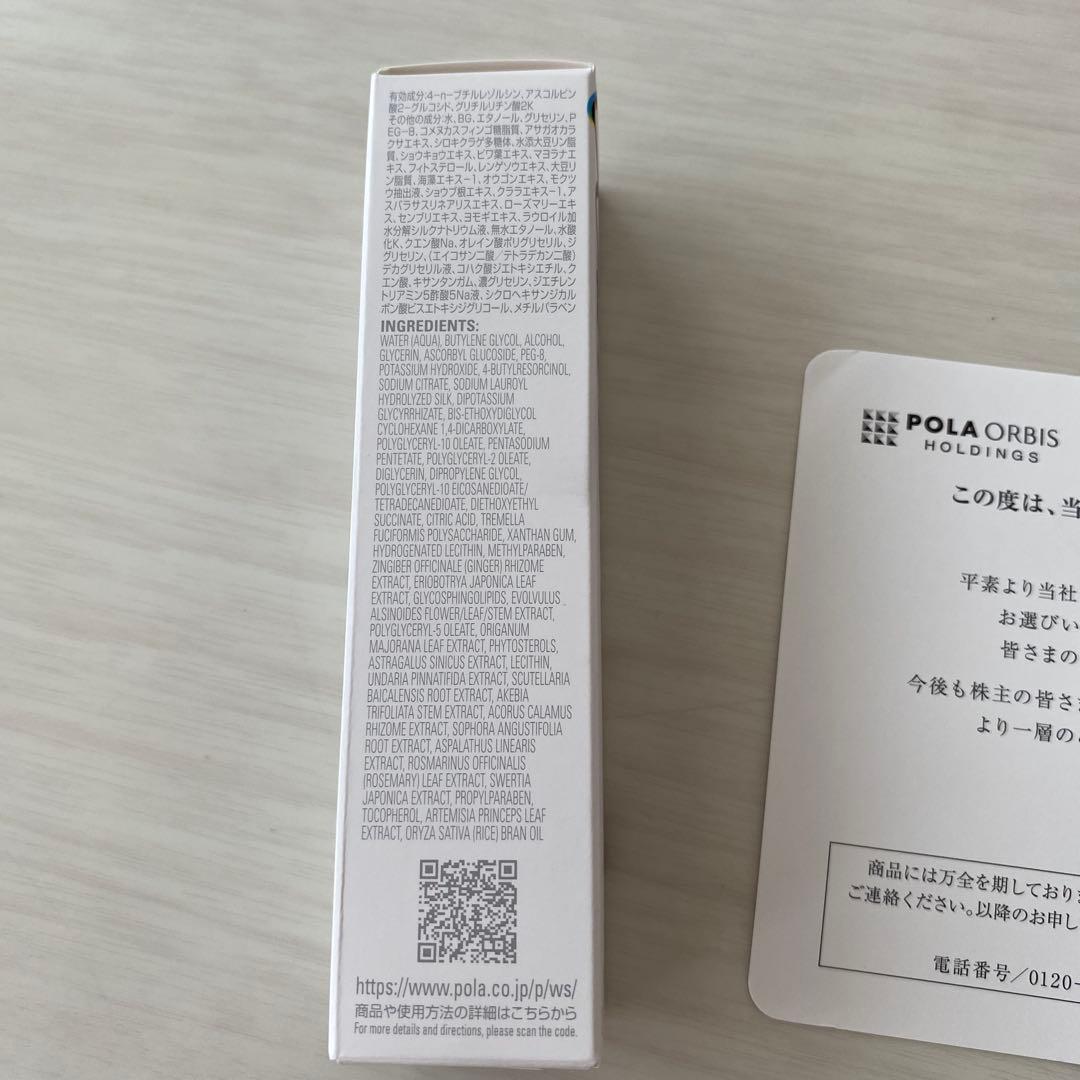 有効成分:4-n-ブチルレゾルシン、アスコルビン
酸2-グルコシド、グリチルリチン酸2K
その他の成分:水、BG、エタノール、グリセリン、P
EG-8、コメヌカスフィンゴ糖脂質、アサガオカラ
クサエキス、シロキクラゲ多糖体、水添大豆リン脂
質、ショウキョウエキス、ビワ葉エキス、マヨラナエ
キス、フィトステロール、レンゲソウエキス、大豆リ
ン脂質、海藻エキス-1、オウゴンエキス、モクツ
ウ抽出液、ショウブ根エキス、クララエキス-1、ア
スパラサスリネアリスエキス、ローズマリーエキ
ス、センブリエキス、ヨモギエキス、ラウロイル加
水分解シルクナトリウム液、無水エタノール、水酸
化K、クエン酸Na、オレイン酸ポリグリセリル、ジ
グリセリン、(エイコサン二酸/テトラデカン二酸)
デカグリセリル液、コハク酸ジエトキシエチル、ク
エン酸、キサンタンガム、濃グリセリン、ジエチレン
トリアミン5酢酸5Na液、シクロヘキサンジカル
ボン酸ビスエトキシジグリコール、メチルパラベン
INGREDIENTS:
WATER (AQUA), BUTYLENE GLYCOL, ALCOHOL,
GLYCERIN, ASCORBYL GLUCOSIDE, PEG-8,
POTASSIUM HYDROXIDE, 4-BUTYLRESORCINOL,
SODIUM CITRATE, SODIUM LAUROYL
HYDROLYZED SILK, DIPOTASSIUM
GLYCYRRHIZATE, BIS-ETHOXYDIGLYCOL
CYCLOHEXANE 1,4-DICARBOXYLATE,
POLYGLYCERYL-10 OLEATE, PENTASODIUM
PENTETATE, POLYGLYCERYL-2 OLEATE,
DIGLYCERIN, DIPROPYLENE GLYCOL,
POLYGLYCERYL-10 EICOSANEDIOATE/
TETRADECANEDIOATE, DIETHOXYETHYL
SUCCINATE, CITRIC ACID, TREMELLA
FUCIFORMIS POLYSACCHARIDE, XANTHAN GUM,
HYDROGENATED LECITHIN, METHYLPARABEN,
ZINGIBER OFFICINALE (GINGER) RHIZOME
EXTRACT, ERIOBOTRYA JAPONICA LEAF
EXTRACT, GLYCOSPHINGOLIPIDS, EVOLVULUS
ALSINOIDES FLOWER/LEAF/STEM EXTRACT,
POLYGLYCERYL-5 OLEATE, ORIGANUM
MAJORANA LEAF EXTRACT, PHYTOSTEROLS,
ASTRAGALUS SINICUS EXTRACT, LECITHIN,
UNDARIA PINNATIFIDA EXTRACT, SCUTELLARIA
BAICALENSIS ROOT EXTRACT, AKEBIA
TRIFOLIATA STEM EXTRACT, ACORUS CALAMUS
RHIZOME EXTRACT, SOPHORA ANGUSTIFOLIA
ROOT EXTRACT, ASPALATHUS LINEARIS
EXTRACT, ROSMARINUS OFFICINALIS
(ROSEMARY) LEAF EXTRACT, SWERTIA
JAPONICA EXTRACT, PROPYLPARABEN,
TOCOPHEROL, ARTEMISIA PRINCEPS LEAF
EXTRACT, ORYZA SATIVA (RICE) BRAN OIL
https://www.pola.co.jp/p/ws/
商品や使用方法の詳細はこちらから
For more details and directions, please scan the code.
POLA ORBIS
HOLDINGS
この度は、当
平素より当社
お選びい
皆さまの
今後も株主の皆さ
より一層の
商品には万全を期しており
ご連絡ください。以降のお申し
電話番号/0120-